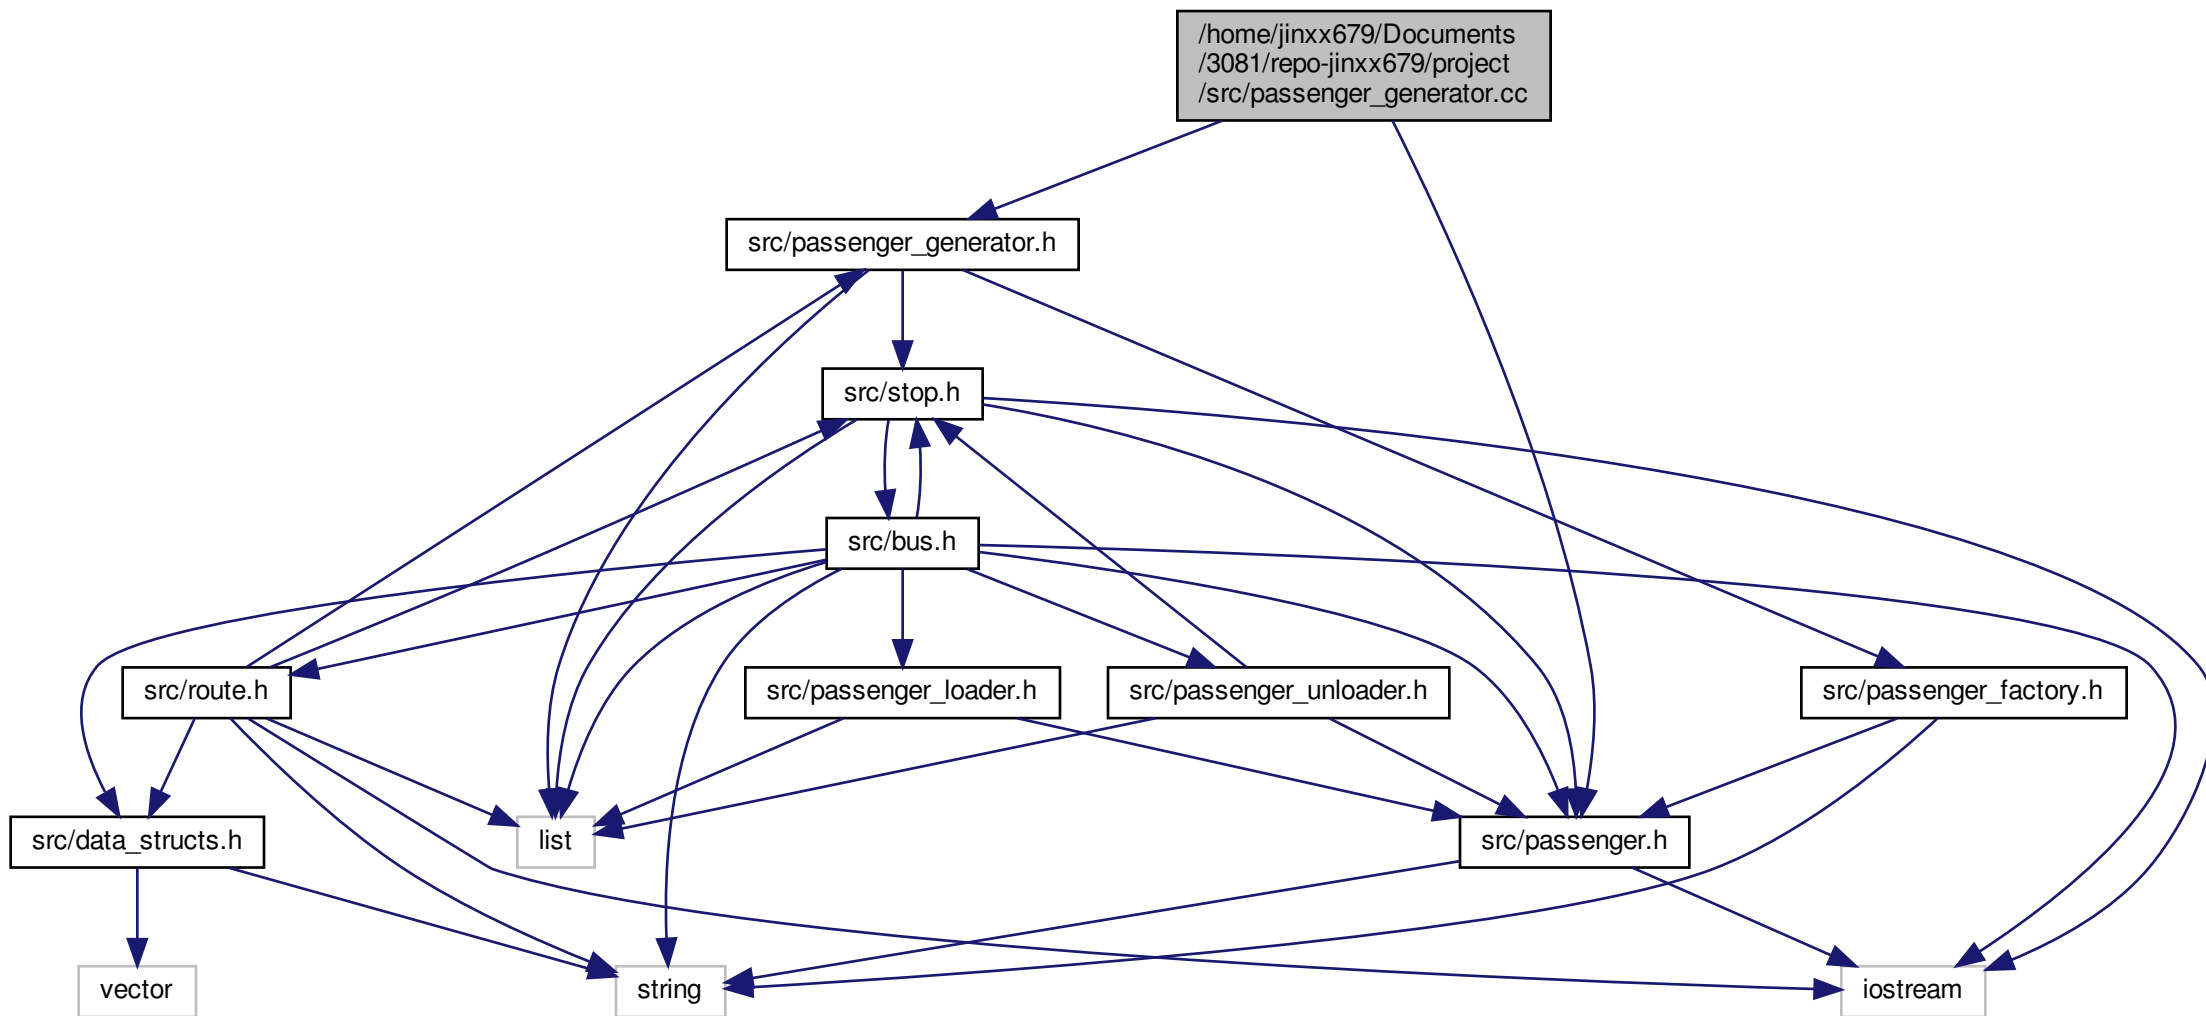 /home/jinxx679/Documents
/3081/repo-jinxx679/project
/src/passenger_generator.cc
src/passenger_generator.h
src/stop.h
src/bus.h
src/route.h
src/passenger_loader.h
src/passenger_unloader.h
src/passenger_factory.h
src/data_structs.h
list
src/passenger.h
vector
string
iostream